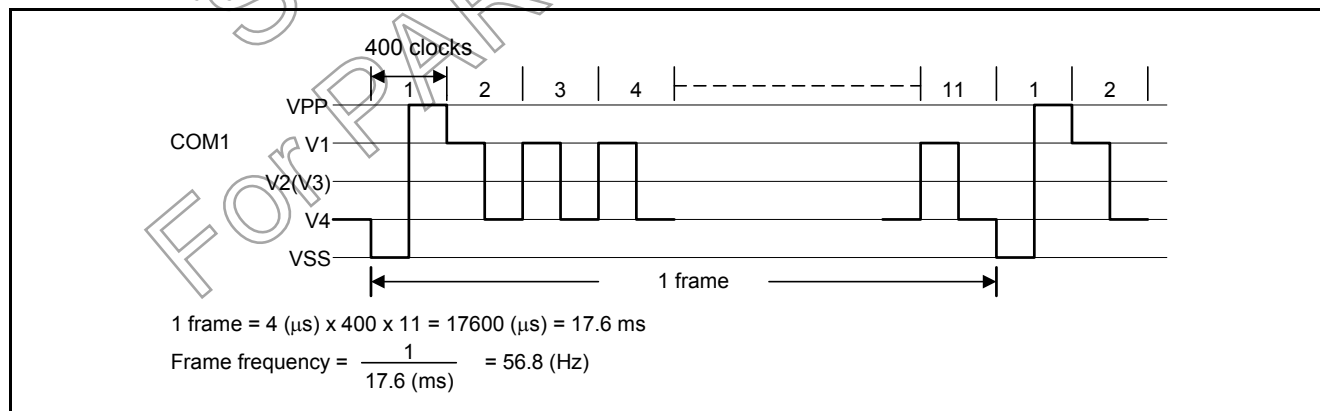 For PAR
400 clocks
1 2 3 4 11 1 2
VPP
COM1 V1
V2(V3)
V4
VSS
1 frame
1 frame = 4 (μs) x 400 x 11 = 17600 (μs) = 17.6 ms
Frame frequency = 1 / 17.6 (ms) = 56.8 (Hz)